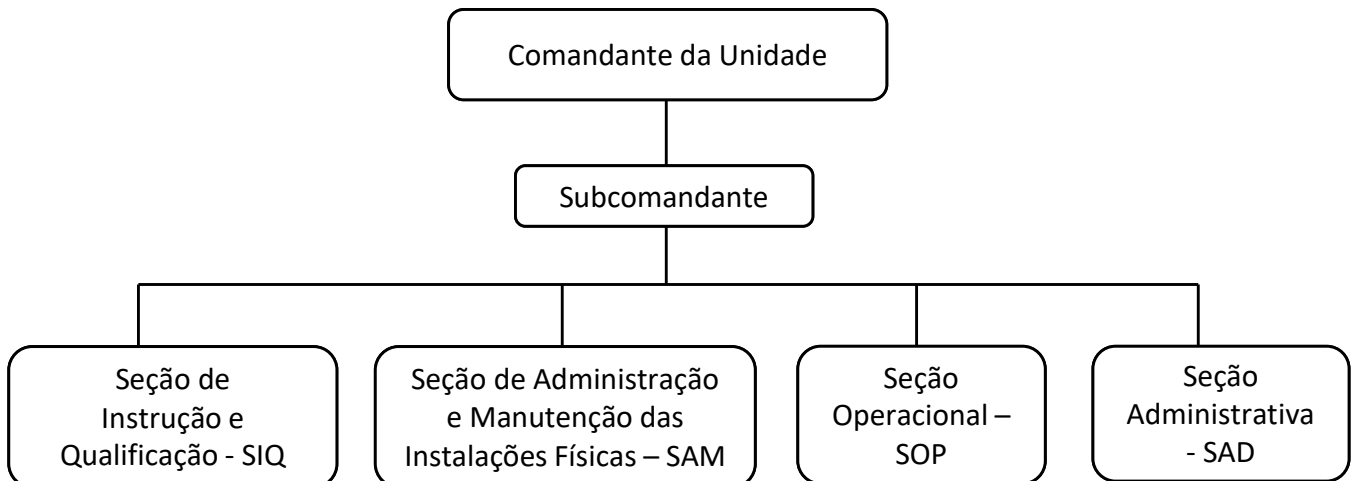 Comandante da Unidade
Subcomandante
Seção de
Instrução e
Qualificação - SIQ
Seção de Administração
e Manutenção das
Instalações Físicas – SAM
Seção
Operacional –
SOP
Seção
Administrativa
- SAD